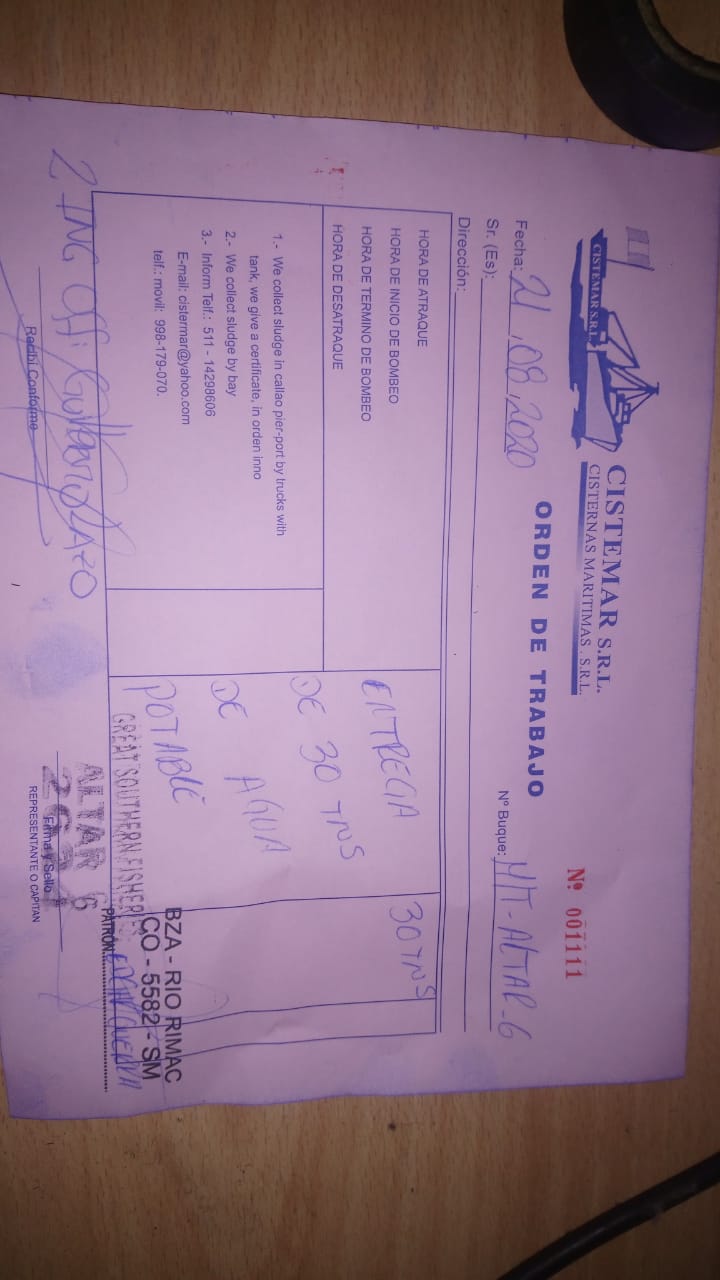 CISTEMAR S.R.L.
CISTEMAR S.R.L.
CISTERNAS MARITIMAS . S.R.L.
Nº 001111
ORDEN DE TRABAJO
Fecha: 21.08.2020
Nº Buque: M/T-ALTAR-6
Sr. (Es):
Dirección:
HORA DE ATRAQUE
HORA DE INICIO DE BOMBEO
HORA DE TERMINO DE BOMBEO
HORA DE DESATRAQUE
ENTREGA
DE 30 TNS
DE AGUA
POTABLE
30 TNS
1.- We collect sludge in callao pier-port by trucks with
tank, we give a certificate, in orden inno
2.- We collect sludge by bay
3.- Inform Telf.: 511 - 14298606
E-mail: cistermar@yahoo.com
telf.: movil: 998-179-070.
GREAT SOUTHERN FISHERIES
ALTAR 6
BZA - RIO RIMAC
CO - 5582 - SM
PATRON
2 ING OFF
Recibí Conforme
Firma y Sello
REPRESENTANTE O CAPITAN